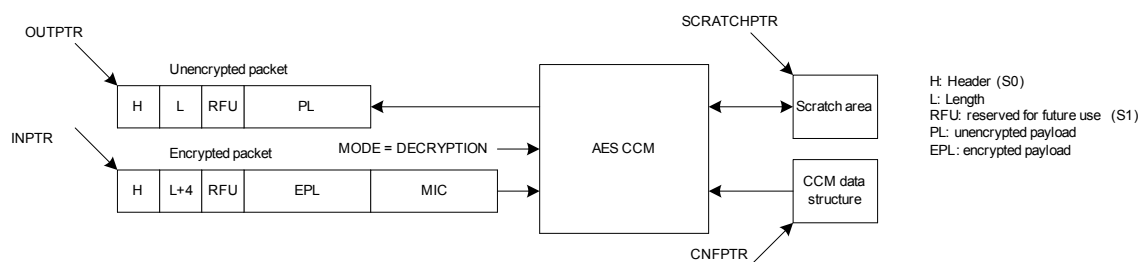 SCRATCHPTR
OUTPTR
Unencrypted packet
H L RFU PL
Scratch area
H: Header (S0)
L: Length
RFU: reserved for future use (S1)
PL: unencrypted payload
EPL: encrypted payload
INPTR
Encrypted packet
MODE = DECRYPTION
AES CCM
H L+4 RFU EPL MIC
CCM data
structure
CNFPTR